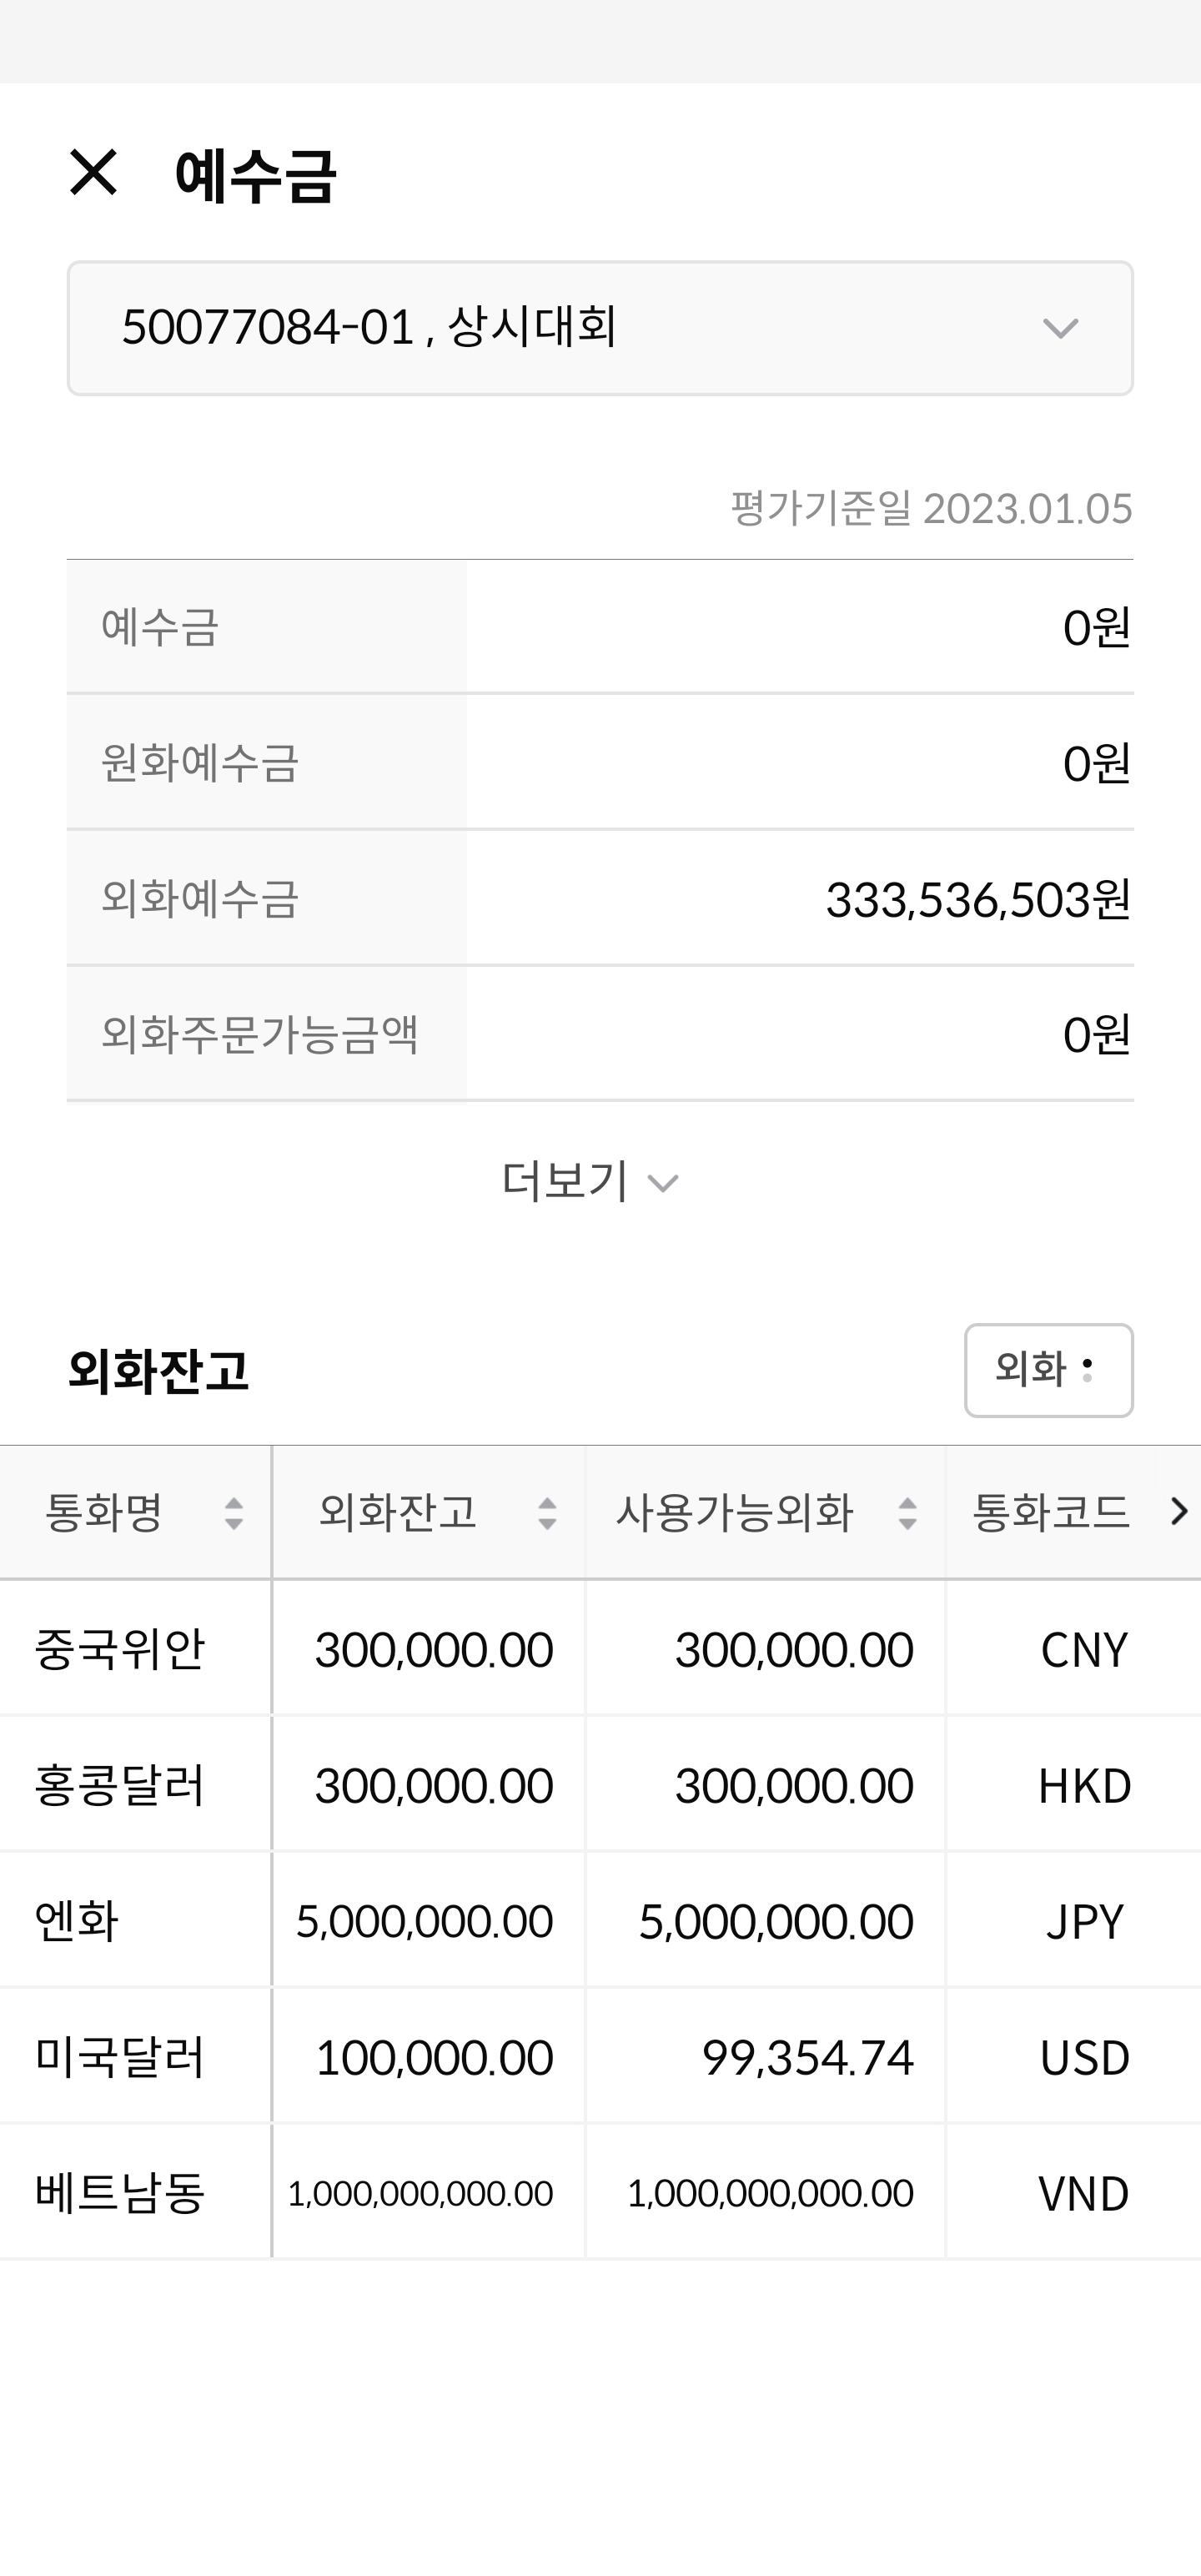 예수금
50077084-01 , 상시대회
평가기준일 2023.01.05
예수금 0원
원화예수금 0원
외화예수금 333,536,503원
외화주문가능금액 0원
더보기
외화잔고 외화
통화명 외화잔고 사용가능외화 통화코드
중국위안 300,000.00 300,000.00 CNY
홍콩달러 300,000.00 300,000.00 HKD
엔화 5,000,000.00 5,000,000.00 JPY
미국달러 100,000.00 99,354.74 USD
베트남동 1,000,000,000.00 1,000,000,000.00 VND